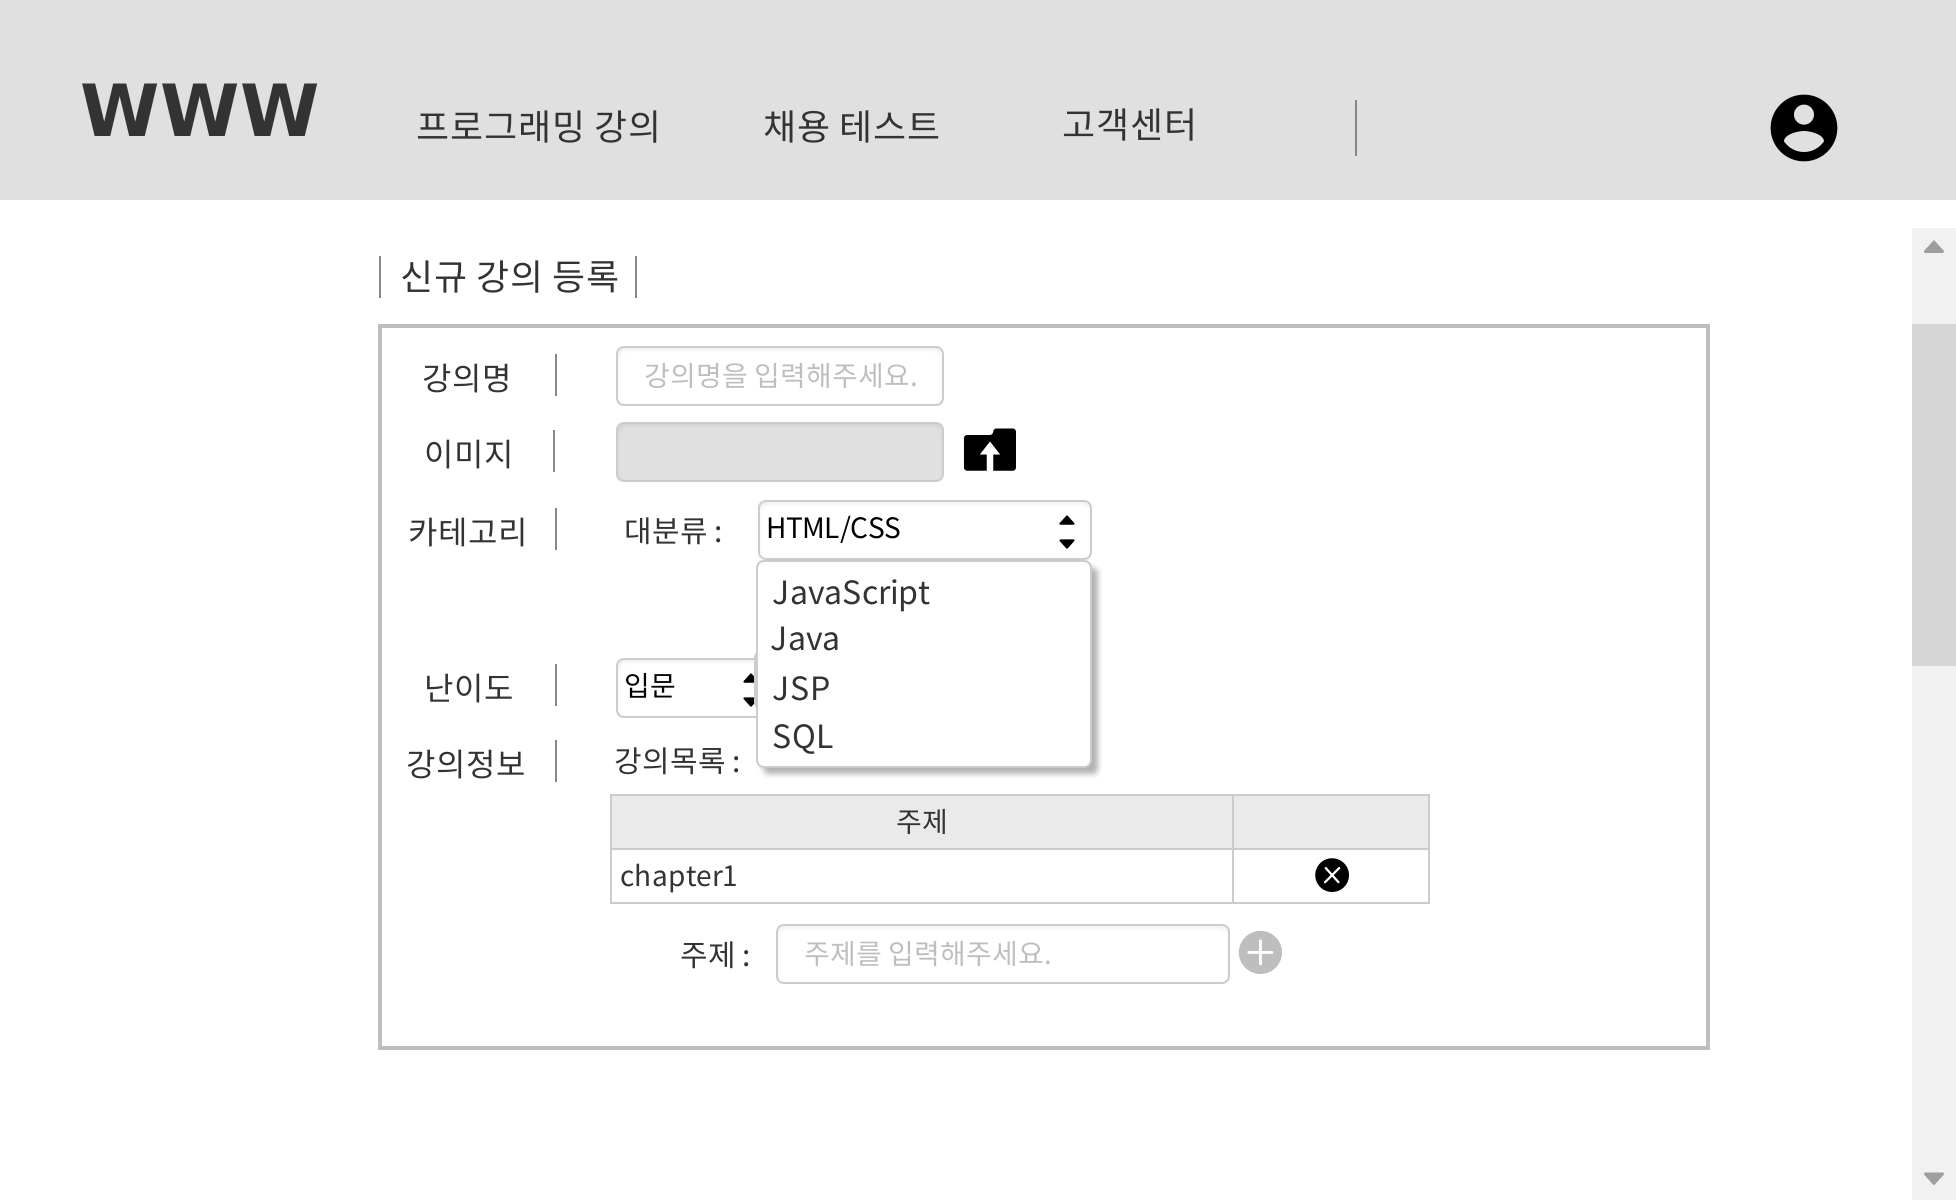 www
프로그래밍 강의
채용 테스트
고객센터
신규 강의 등록
강의명
강의명을 입력해주세요.
이미지
카테고리
대분류 :
HTML/CSS
JavaScript
Java
JSP
SQL
난이도
입문
강의정보
강의목록 :
주제
chapter1
주제 :
주제를 입력해주세요.